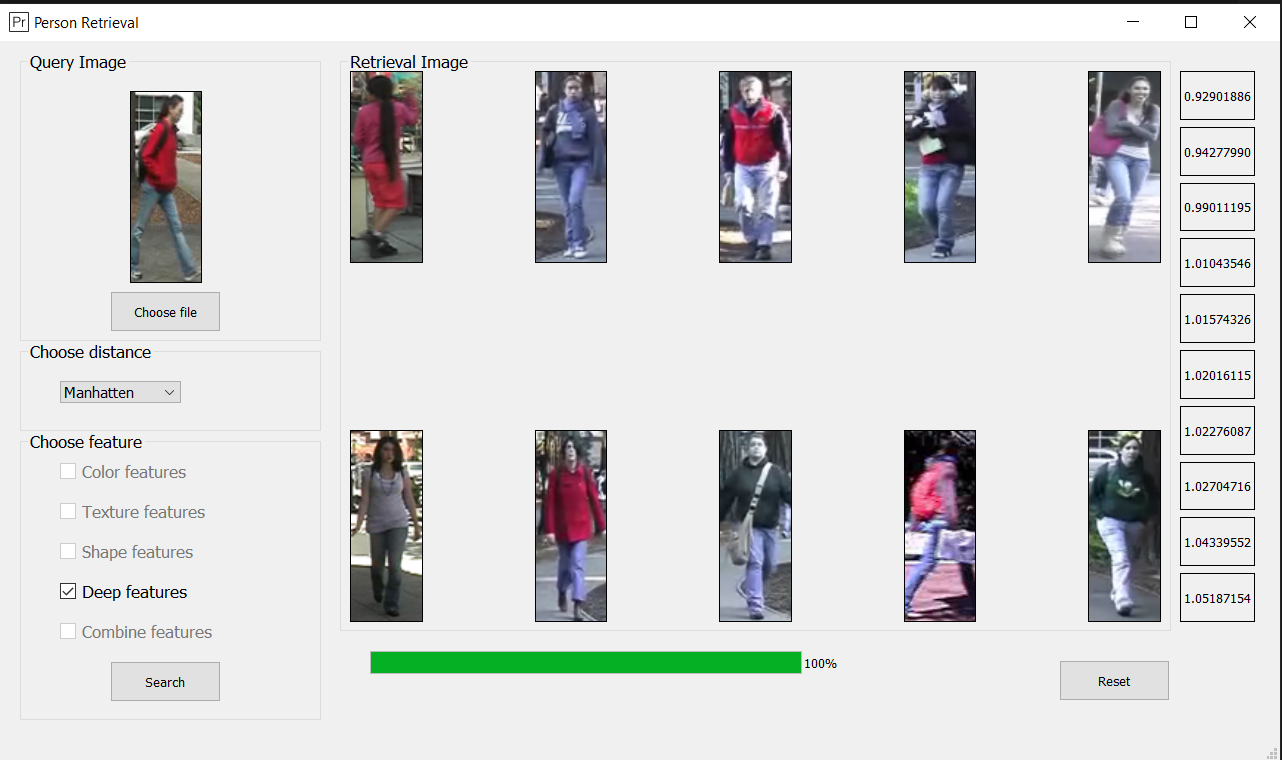 Pr Person Retrieval
Query Image
Choose file
Choose distance
Manhatten
Choose feature
Color features
Texture features
Shape features
Deep features
Combine features
Search
Retrieval Image
0.92901886
0.94277990
0.99011195
1.01043546
1.01574326
1.02016115
1.02276087
1.02704716
1.04339552
1.05187154
100%
Reset